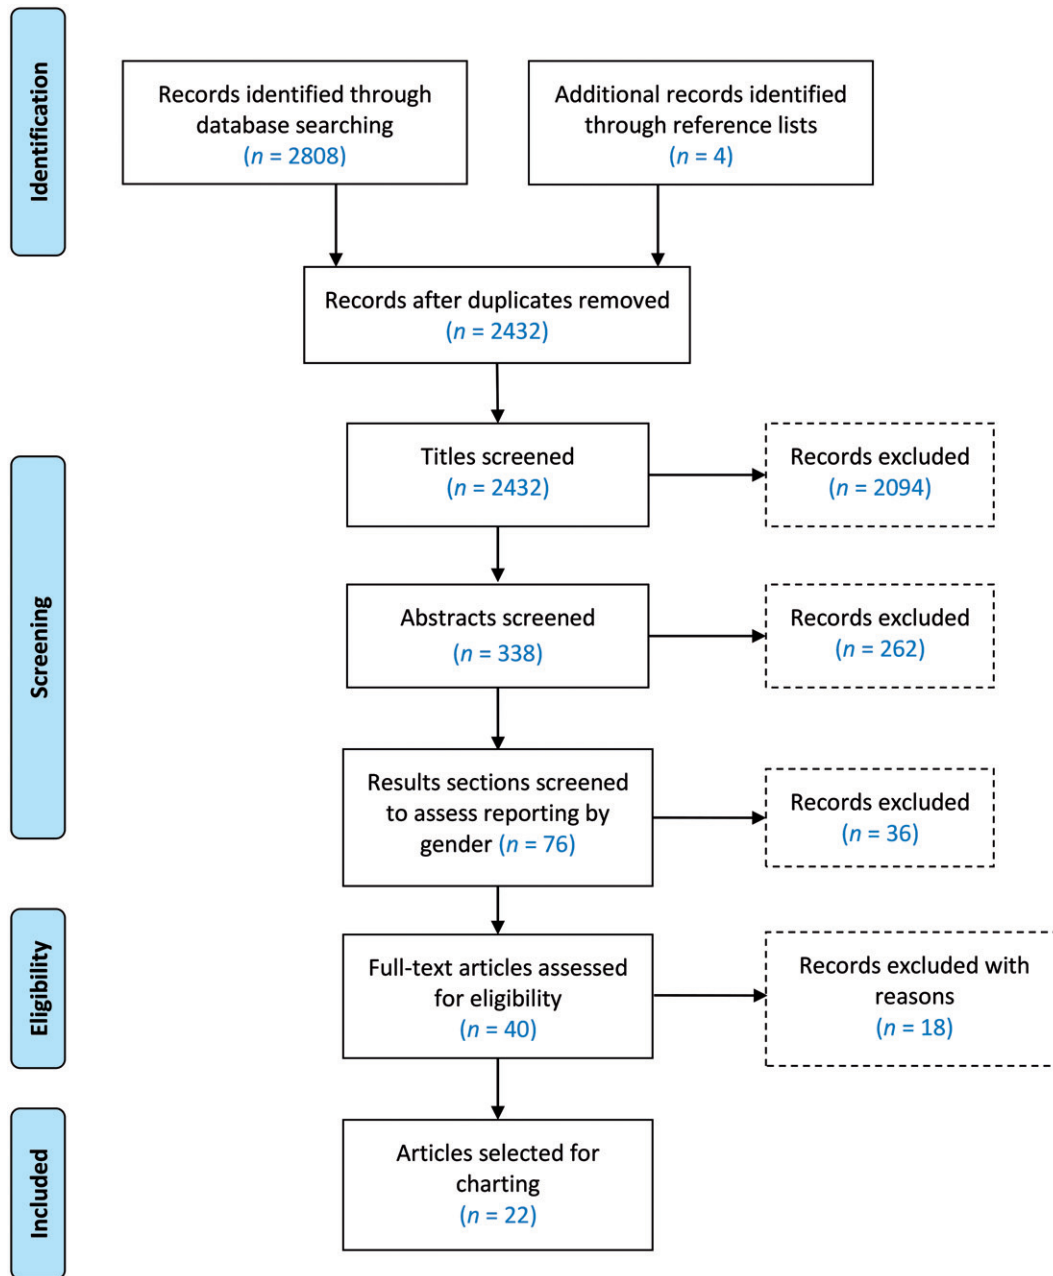 Identification
Records identified through
database searching
(n = 2808)
Additional records identified
through reference lists
(n = 4)
Records after duplicates removed
(n = 2432)
Screening
Titles screened
(n = 2432)
Records excluded
(n = 2094)
Abstracts screened
(n = 338)
Records excluded
(n = 262)
Results sections screened
to assess reporting by
gender (n = 76)
Records excluded
(n = 36)
Eligibility
Full-text articles assessed
for eligibility
(n = 40)
Records excluded with
reasons
(n = 18)
Included
Articles selected for
charting
(n = 22)